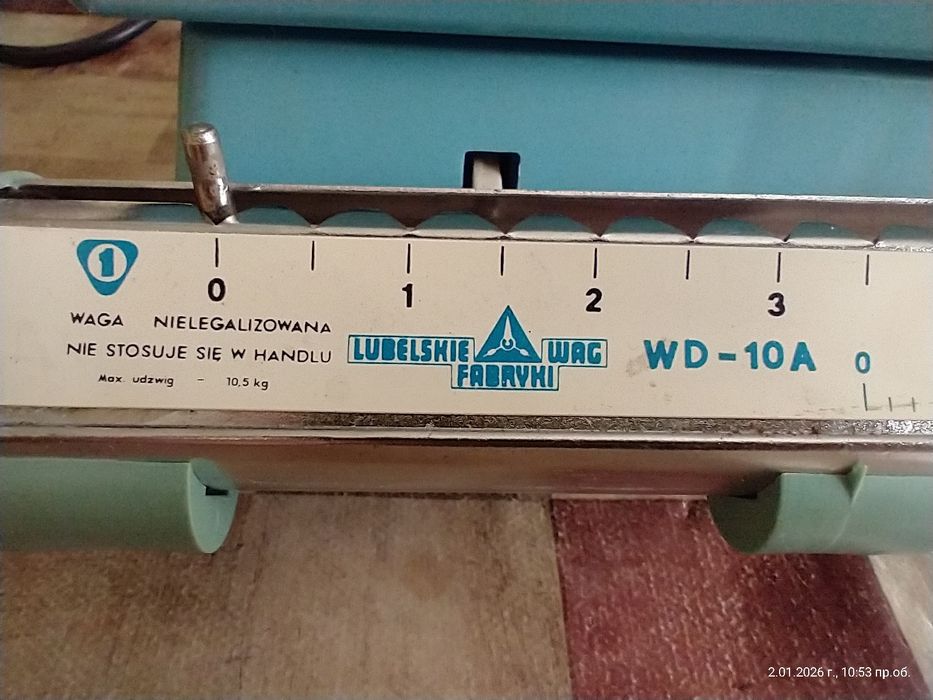 1
0 1 2 3
WAGA NIELEGALIZOWANA
NIE STOSUJE SIĘ W HANDLU
Max. udzwig - 10,5 kg
LUBELSKIE WAG
FABRYKI
WD-10A
0
2.01.2026 г., 10:53 пр.об.